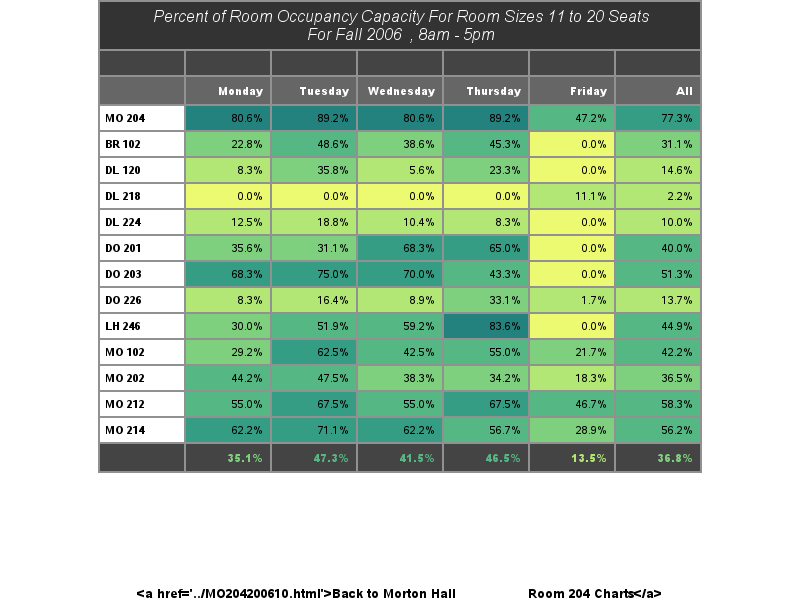 Percent of Room Occupancy Capacity For Room Sizes 11 to 20 Seats
For Fall 2006 , 8am - 5pm
Monday Tuesday Wednesday Thursday Friday All
MO 204 80.6% 89.2% 80.6% 89.2% 47.2% 77.3%
BR 102 22.8% 48.6% 38.6% 45.3% 0.0% 31.1%
DL 120 8.3% 35.8% 5.6% 23.3% 0.0% 14.6%
DL 218 0.0% 0.0% 0.0% 0.0% 11.1% 2.2%
DL 224 12.5% 18.8% 10.4% 8.3% 0.0% 10.0%
DO 201 35.6% 31.1% 68.3% 65.0% 0.0% 40.0%
DO 203 68.3% 75.0% 70.0% 43.3% 0.0% 51.3%
DO 226 8.3% 16.4% 8.9% 33.1% 1.7% 13.7%
LH 246 30.0% 51.9% 59.2% 83.6% 0.0% 44.9%
MO 102 29.2% 62.5% 42.5% 55.0% 21.7% 42.2%
MO 202 44.2% 47.5% 38.3% 34.2% 18.3% 36.5%
MO 212 55.0% 67.5% 55.0% 67.5% 46.7% 58.3%
MO 214 62.2% 71.1% 62.2% 56.7% 28.9% 56.2%
35.1% 47.3% 41.5% 46.5% 13.5% 36.8%
<a href='../MO204200610.html'>Back to Morton Hall Room 204 Charts</a>